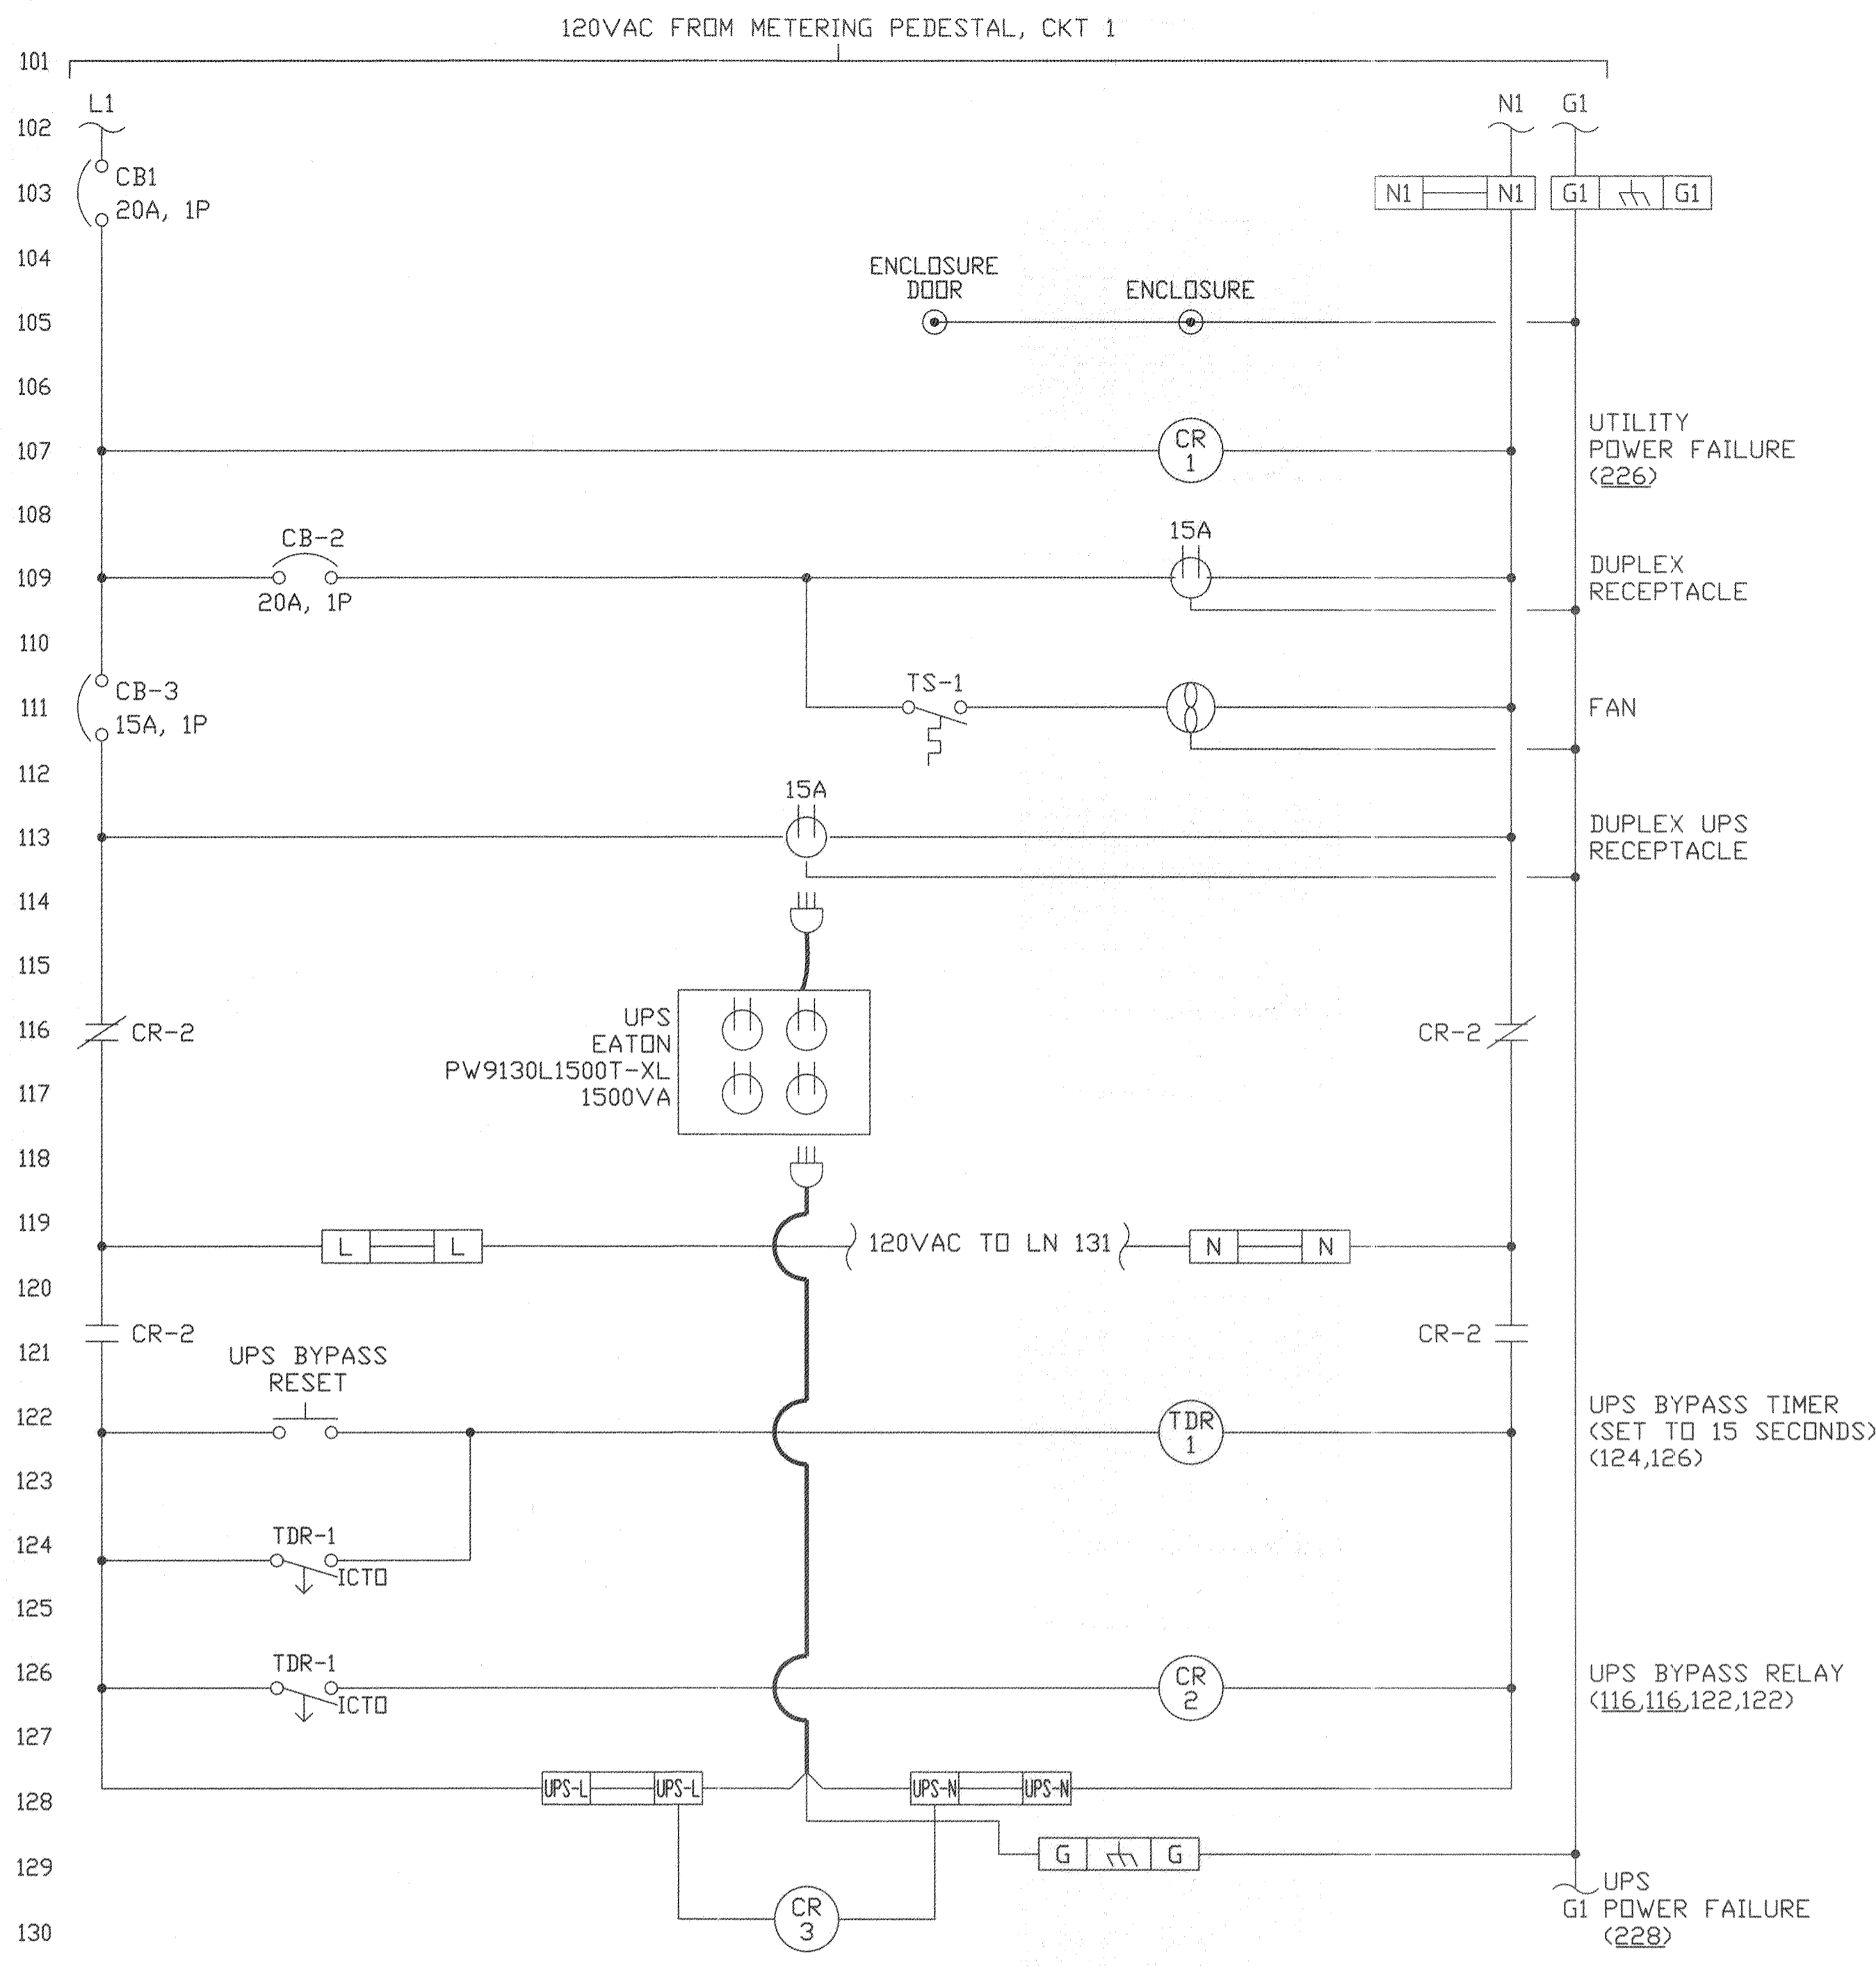 120VAC FROM METERING PEDESTAL, CKT 1
101
L1
N1
G1
102
CB1
103
20A, 1P
N1
N1
G1
G1
104
ENCLOSURE
DOOR
ENCLOSURE
105
106
UTILITY
107
CR
1
POWER FAILURE
(226)
108
CB-2
15A
109
20A, 1P
DUPLEX
RECEPTACLE
110
CB-3
TS-1
111
15A, 1P
FAN
112
15A
113
DUPLEX UPS
RECEPTACLE
114
115
UPS
116
CR-2
EATON
CR-2
PW9130L1500T-XL
117
1500VA
118
119
L
L
120VAC TO LN 131
N
N
120
CR-2
CR-2
121
UPS BYPASS
RESET
122
TDR
1
UPS BYPASS TIMER
(SET TO 15 SECONDS)
(124,126)
123
TDR-1
124
ICTO
125
TDR-1
126
ICTO
CR
2
UPS BYPASS RELAY
(116,116,122,122)
127
UPS-L
UPS-L
UPS-N
UPS-N
128
G
G
129
UPS
CR
3
G1 POWER FAILURE
130
(228)